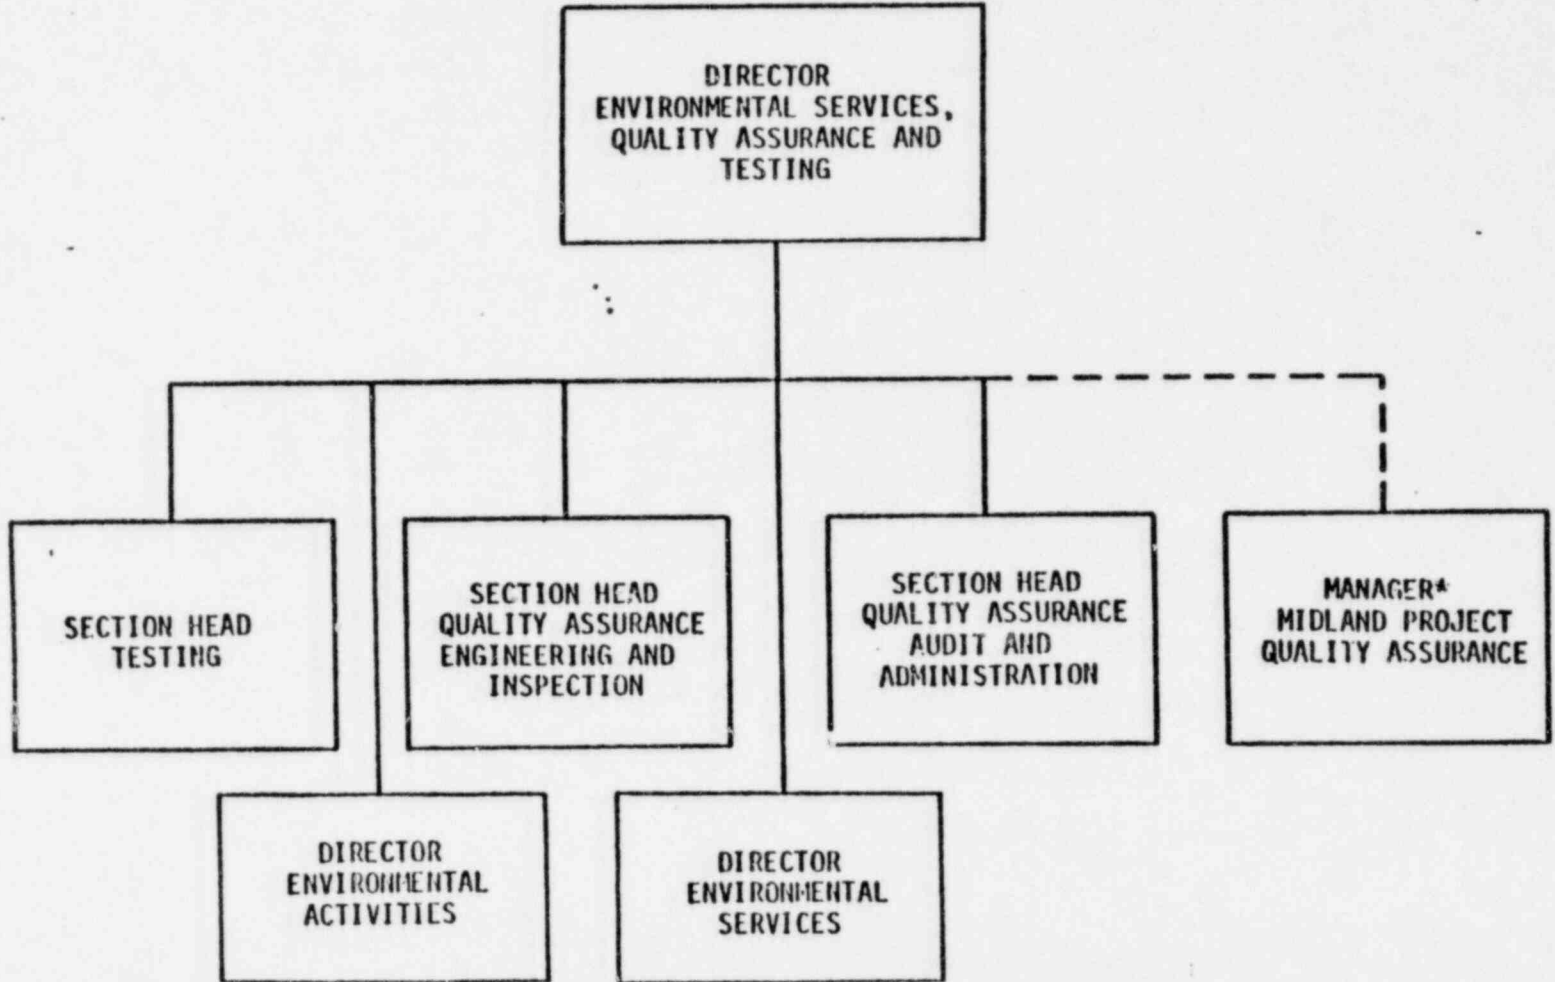 DIRECTOR
ENVIRONMENTAL SERVICES,
QUALITY ASSURANCE AND
TESTING
SECTION HEAD
TESTING
SECTION HEAD
QUALITY ASSURANCE
ENGINEERING AND
INSPECTION
SECTION HEAD
QUALITY ASSURANCE
AUDIT AND
ADMINISTRATION
MANAGER*
MIDLAND PROJECT
QUALITY ASSURANCE
DIRECTOR
ENVIRONMENTAL
ACTIVITIES
DIRECTOR
ENVIRONMENTAL
SERVICES